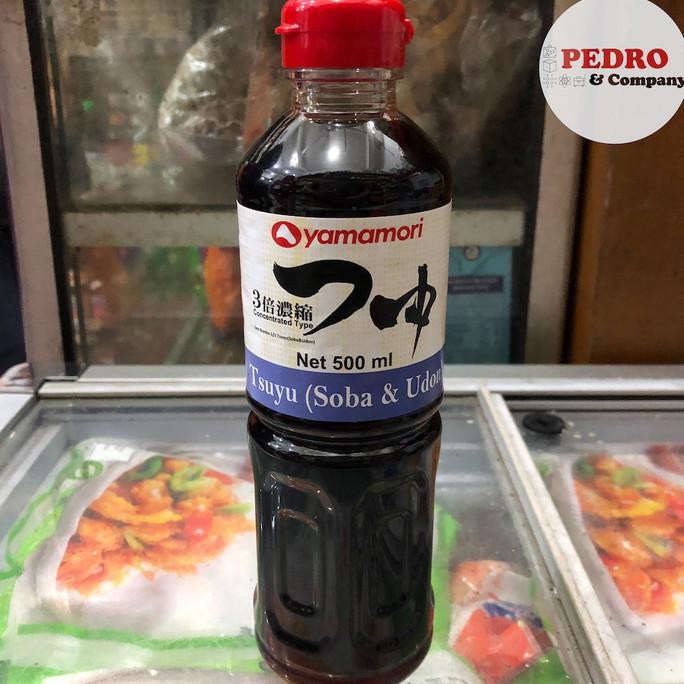 PEDRO
& Company
yamamori
つゆ
3倍濃縮
Concentrated Type
Net 500 ml
Tsuyu (Soba & Udon)